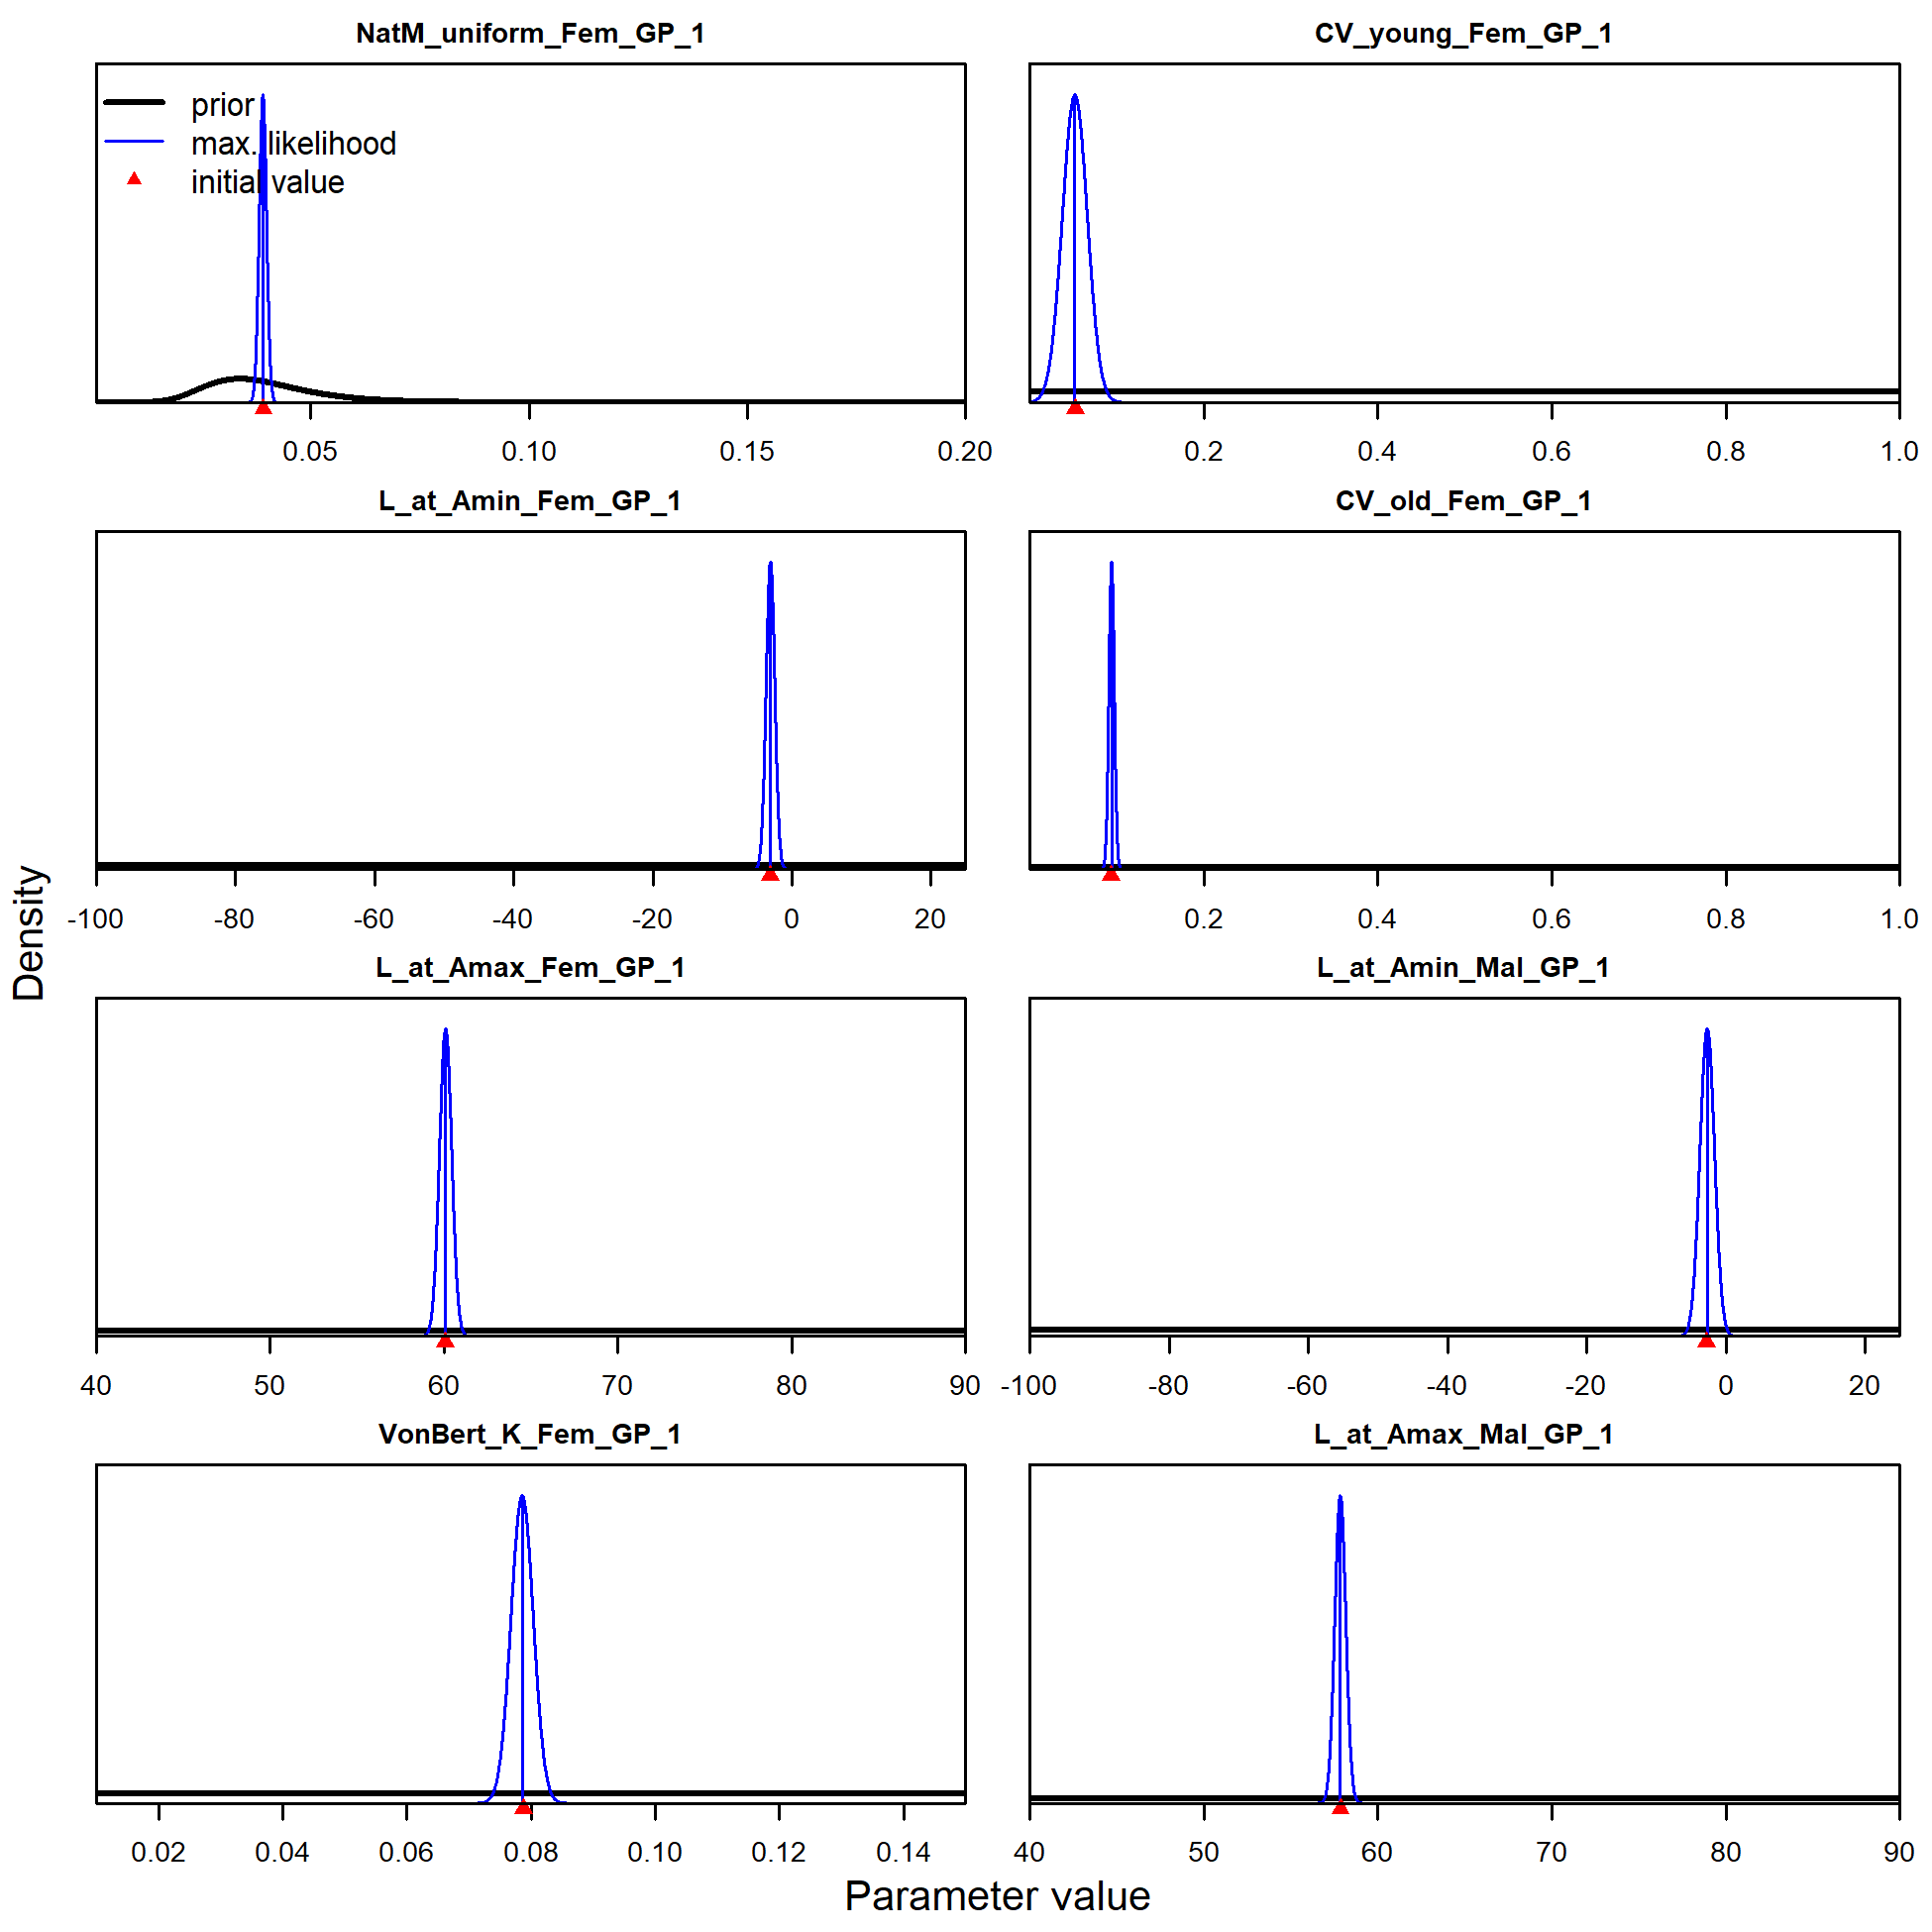 NatM_uniform_Fem_GP_1
prior
max. likelihood
initial value
0.05 0.10 0.15 0.20
CV_young_Fem_GP_1
0.2 0.4 0.6 0.8 1.0
L_at_Amin_Fem_GP_1
-100 -80 -60 -40 -20 0 20
CV_old_Fem_GP_1
0.2 0.4 0.6 0.8 1.0
L_at_Amax_Fem_GP_1
40 50 60 70 80 90
L_at_Amin_Mal_GP_1
-100 -80 -60 -40 -20 0 20
VonBert_K_Fem_GP_1
0.02 0.04 0.06 0.08 0.10 0.12 0.14
L_at_Amax_Mal_GP_1
40 50 60 70 80 90
Density
Parameter value